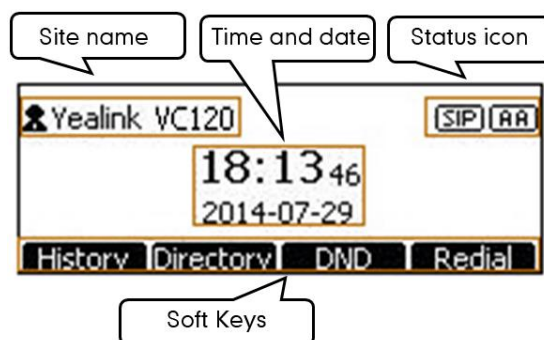 Site name Time and date Status icon
Yealink VC120 SIP AA
18:13 46
2014-07-29
History Directory DND Redial
Soft Keys